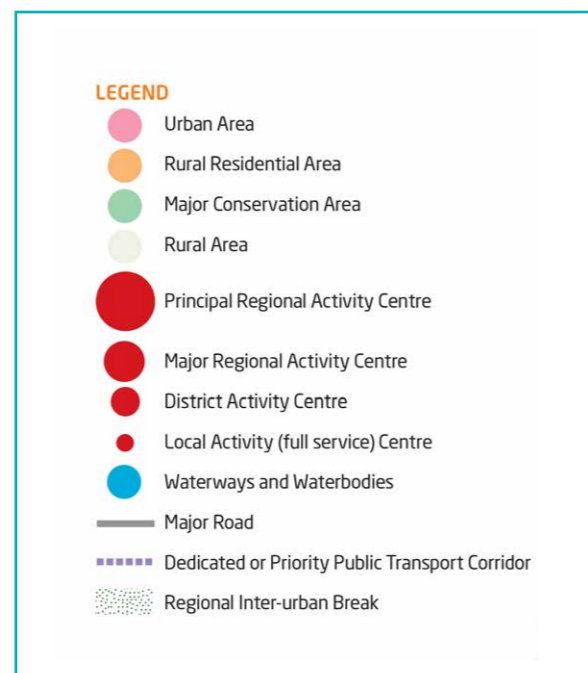 LEGEND
Urban Area
Rural Residential Area
Major Conservation Area
Rural Area
Principal Regional Activity Centre
Major Regional Activity Centre
District Activity Centre
Local Activity (full service) Centre
Waterways and Waterbodies
Major Road
Dedicated or Priority Public Transport Corridor
Regional Inter-urban Break